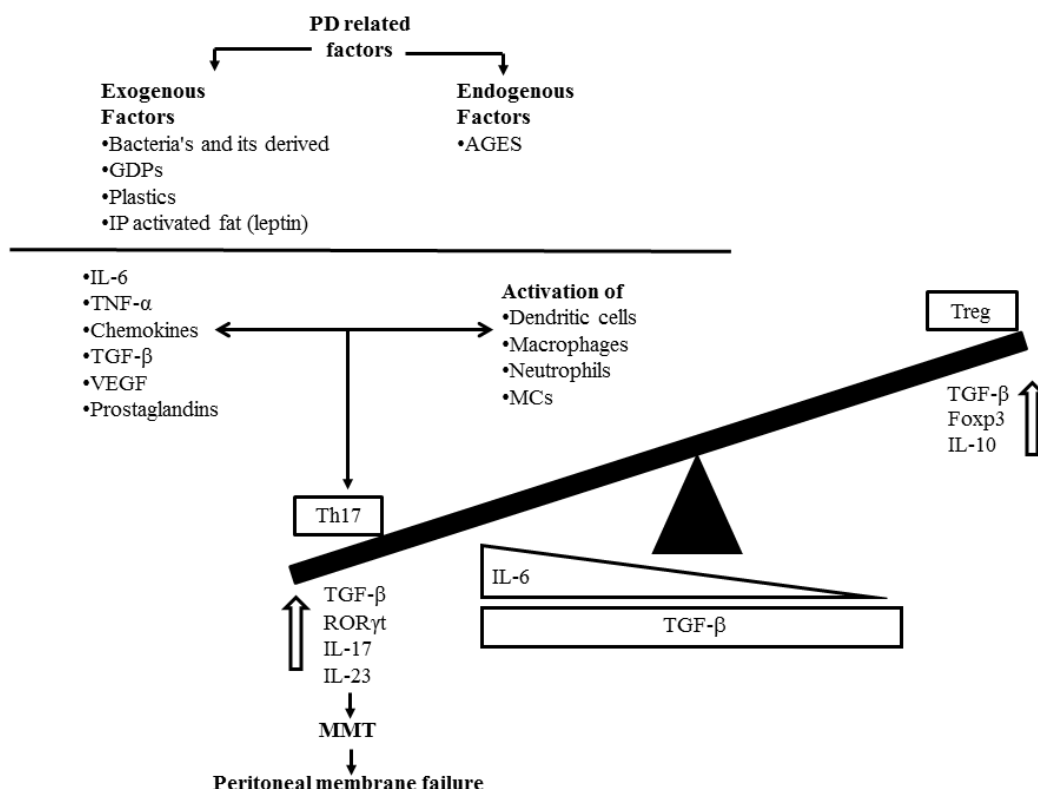 PD related
factors
Exogenous
Factors
•Bacteria's and its derived
•GDPs
•Plastics
•IP activated fat (leptin)
Endogenous
Factors
•AGES
•IL-6
•TNF-α
•Chemokines
•TGF-β
•VEGF
•Prostaglandins
Activation of
•Dendritic cells
•Macrophages
•Neutrophils
•MCs
Treg
TGF-β
Foxp3
IL-10
Th17
TGF-β
RORγt
IL-17
IL-23
IL-6
TGF-β
MMT
Peritoneal membrane failure